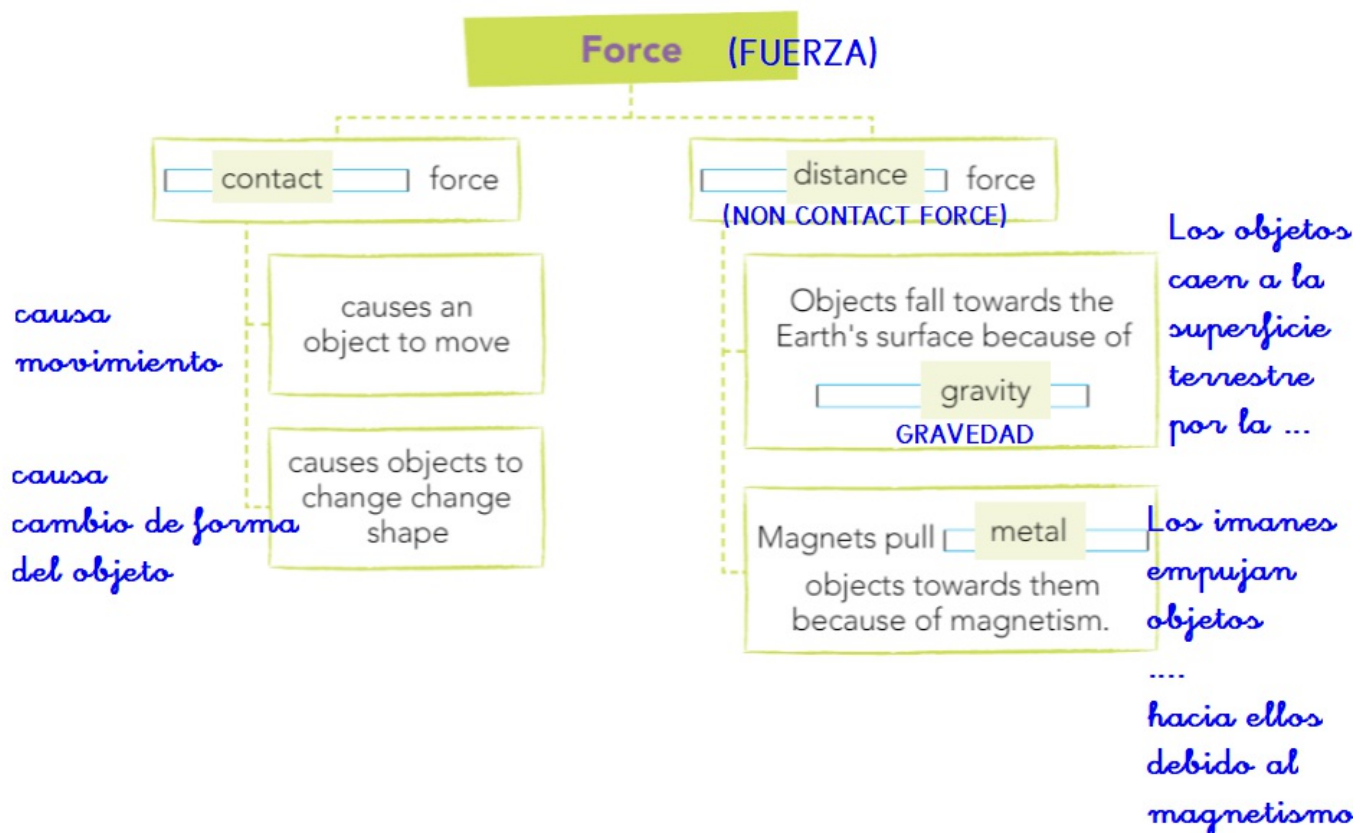 Force (FUERZA)
contact force
distance force
(NON CONTACT FORCE)
causa
movimiento
causes an
object to move
causa
cambio de forma
del objeto
causes objects to
change change
shape
Objects fall towards the
Earth's surface because of
gravity
GRAVEDAD
Los objetos
caen a la
superficie
terrestre
por la ...
Magnets pull metal
objects towards them
because of magnetism.
Los imanes
empujan
objetos
....
hacia ellos
debido al
magnetismo